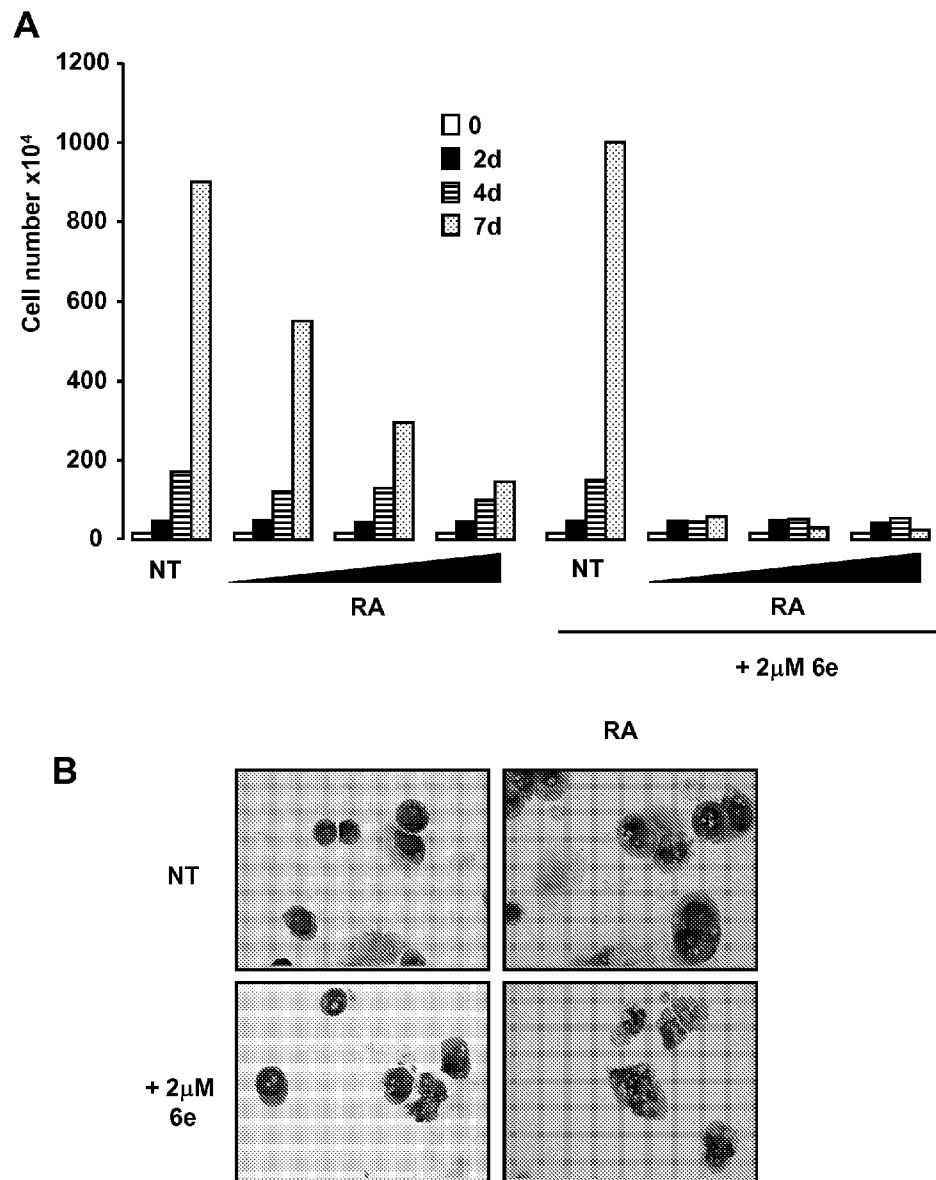 A
1200
1000
800
600
400
200
0
Cell number x10⁴
0
2d
4d
7d
NT
RA
NT
RA
+ 2μM 6e
B
RA
NT
+ 2μM
6e